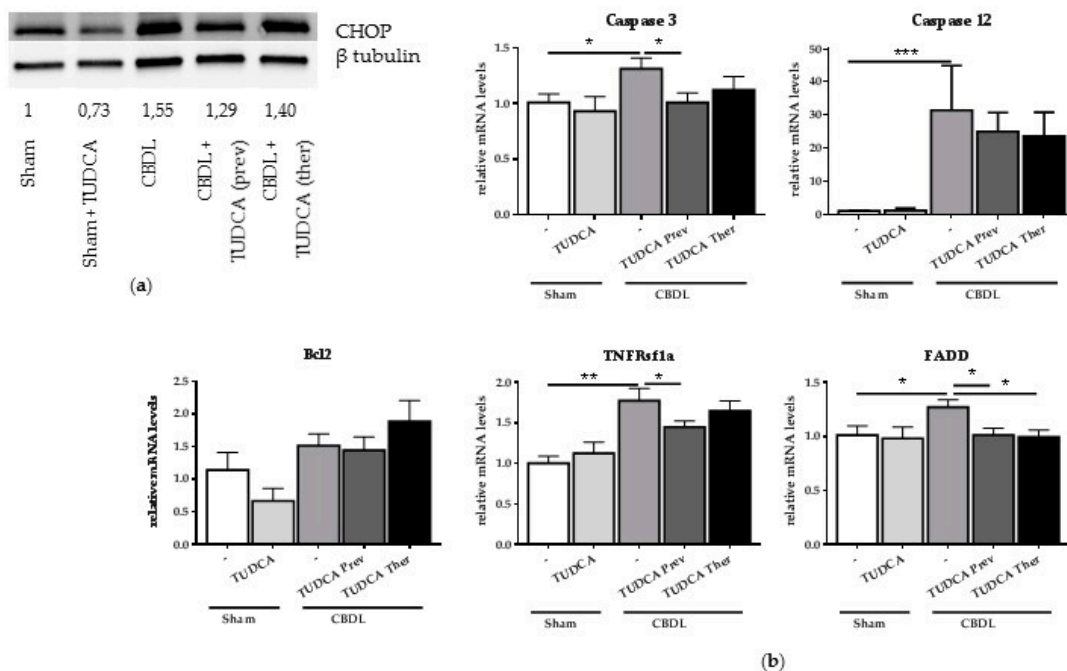 CHOP
β tubulin
1 0,73 1,55 1,29 1,40
Sham
Sham + TUDCA
CBDL
CBDL +
TUDCA (prev)
CBDL +
TUDCA (ther)
(a)
Caspase 3
relative mRNA levels
1.5
1.0
0.5
0.0
* *
- TUDCA - TUDCA Prev TUDCA Ther
Sham CBDL
Caspase 12
relative mRNA levels
50
40
30
20
10
0
***
- TUDCA - TUDCA Prev TUDCA Ther
Sham CBDL
Bcl2
relative mRNA levels
2.5
2.0
1.5
1.0
0.5
0.0
- TUDCA - TUDCA Prev TUDCA Ther
Sham CBDL
TNFRsf1a
relative mRNA levels
2.0
1.5
1.0
0.5
0.0
** *
- TUDCA - TUDCA Prev TUDCA Ther
Sham CBDL
FADD
relative mRNA levels
1.5
1.0
0.5
0.0
* * *
- TUDCA - TUDCA Prev TUDCA Ther
Sham CBDL
(b)